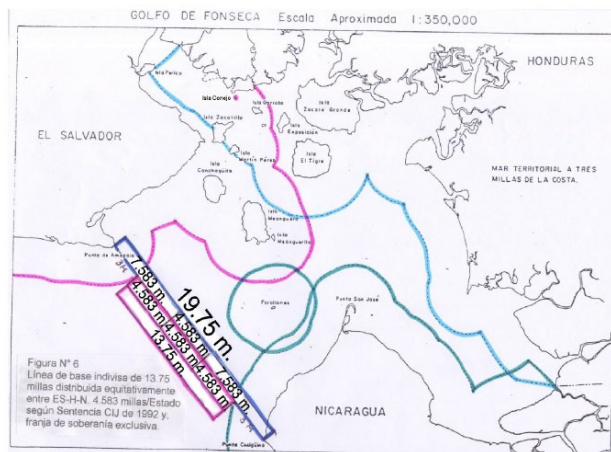 GOLFO DE FONSECA Escala Aproximada 1:350,000
HONDURAS
Isla Perico
Isla Conejo
Isla Garrobo
Isla Zacate Grande
Isla Exposición
Isla Zacatillo
EL SALVADOR
Isla Martín Pérez
Isla El Tigre
MAR TERRITORIAL A TRES
MILLAS DE LA COSTA.
Isla Conchaguita
Isla Meanguera
Isla Meanguerita
Punta de Amapala
3M
7.583 m.
19.75 m.
Farallones
Punta San José
4.583 m.
4.583 m.
7.583 m.
4.583 m.
4.583 m.
13.75 m.
3M
Figura N° 6
Línea de base indivisa de 13.75
millas distribuida equitativamente
entre ES-H-N. 4.583 millas/Estado
según Sentencia CIJ de 1992 y,
franja de soberanía exclusiva.
NICARAGUA
Punta Cosigüina